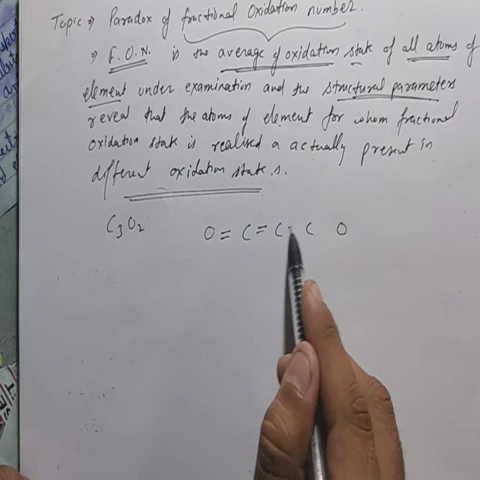 Topic ⇒ Paradox of fractional Oxidation number.
⇒ F.O.N. is the average of oxidation state of all atoms of
element under examination and the structural parameters
reveal that the atoms of element for whom fractional
oxidation state is realised a actually present in
different oxidation state.s.
C3O2 O = C = C = C O